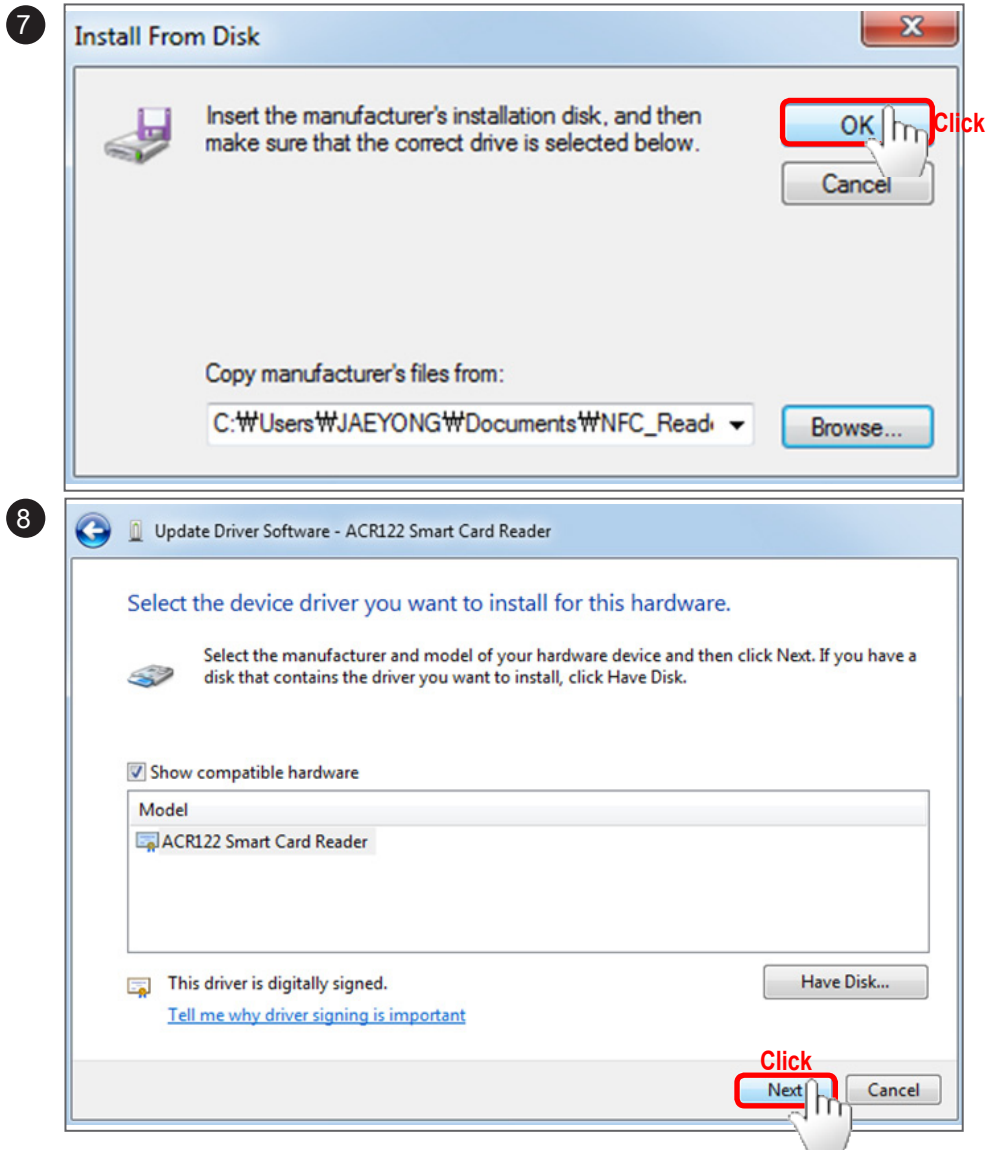 7
Install From Disk
Insert the manufacturer's installation disk, and then
make sure that the correct drive is selected below.
OK
Click
Cancel
Copy manufacturer's files from:
C:₩Users₩JAEYONG₩Documents₩NFC_Read
Browse...
8
Update Driver Software - ACR122 Smart Card Reader
Select the device driver you want to install for this hardware.
Select the manufacturer and model of your hardware device and then click Next. If you have a
disk that contains the driver you want to install, click Have Disk.
Show compatible hardware
Model
ACR122 Smart Card Reader
This driver is digitally signed.
Have Disk...
Tell me why driver signing is important
Click
Next
Cancel